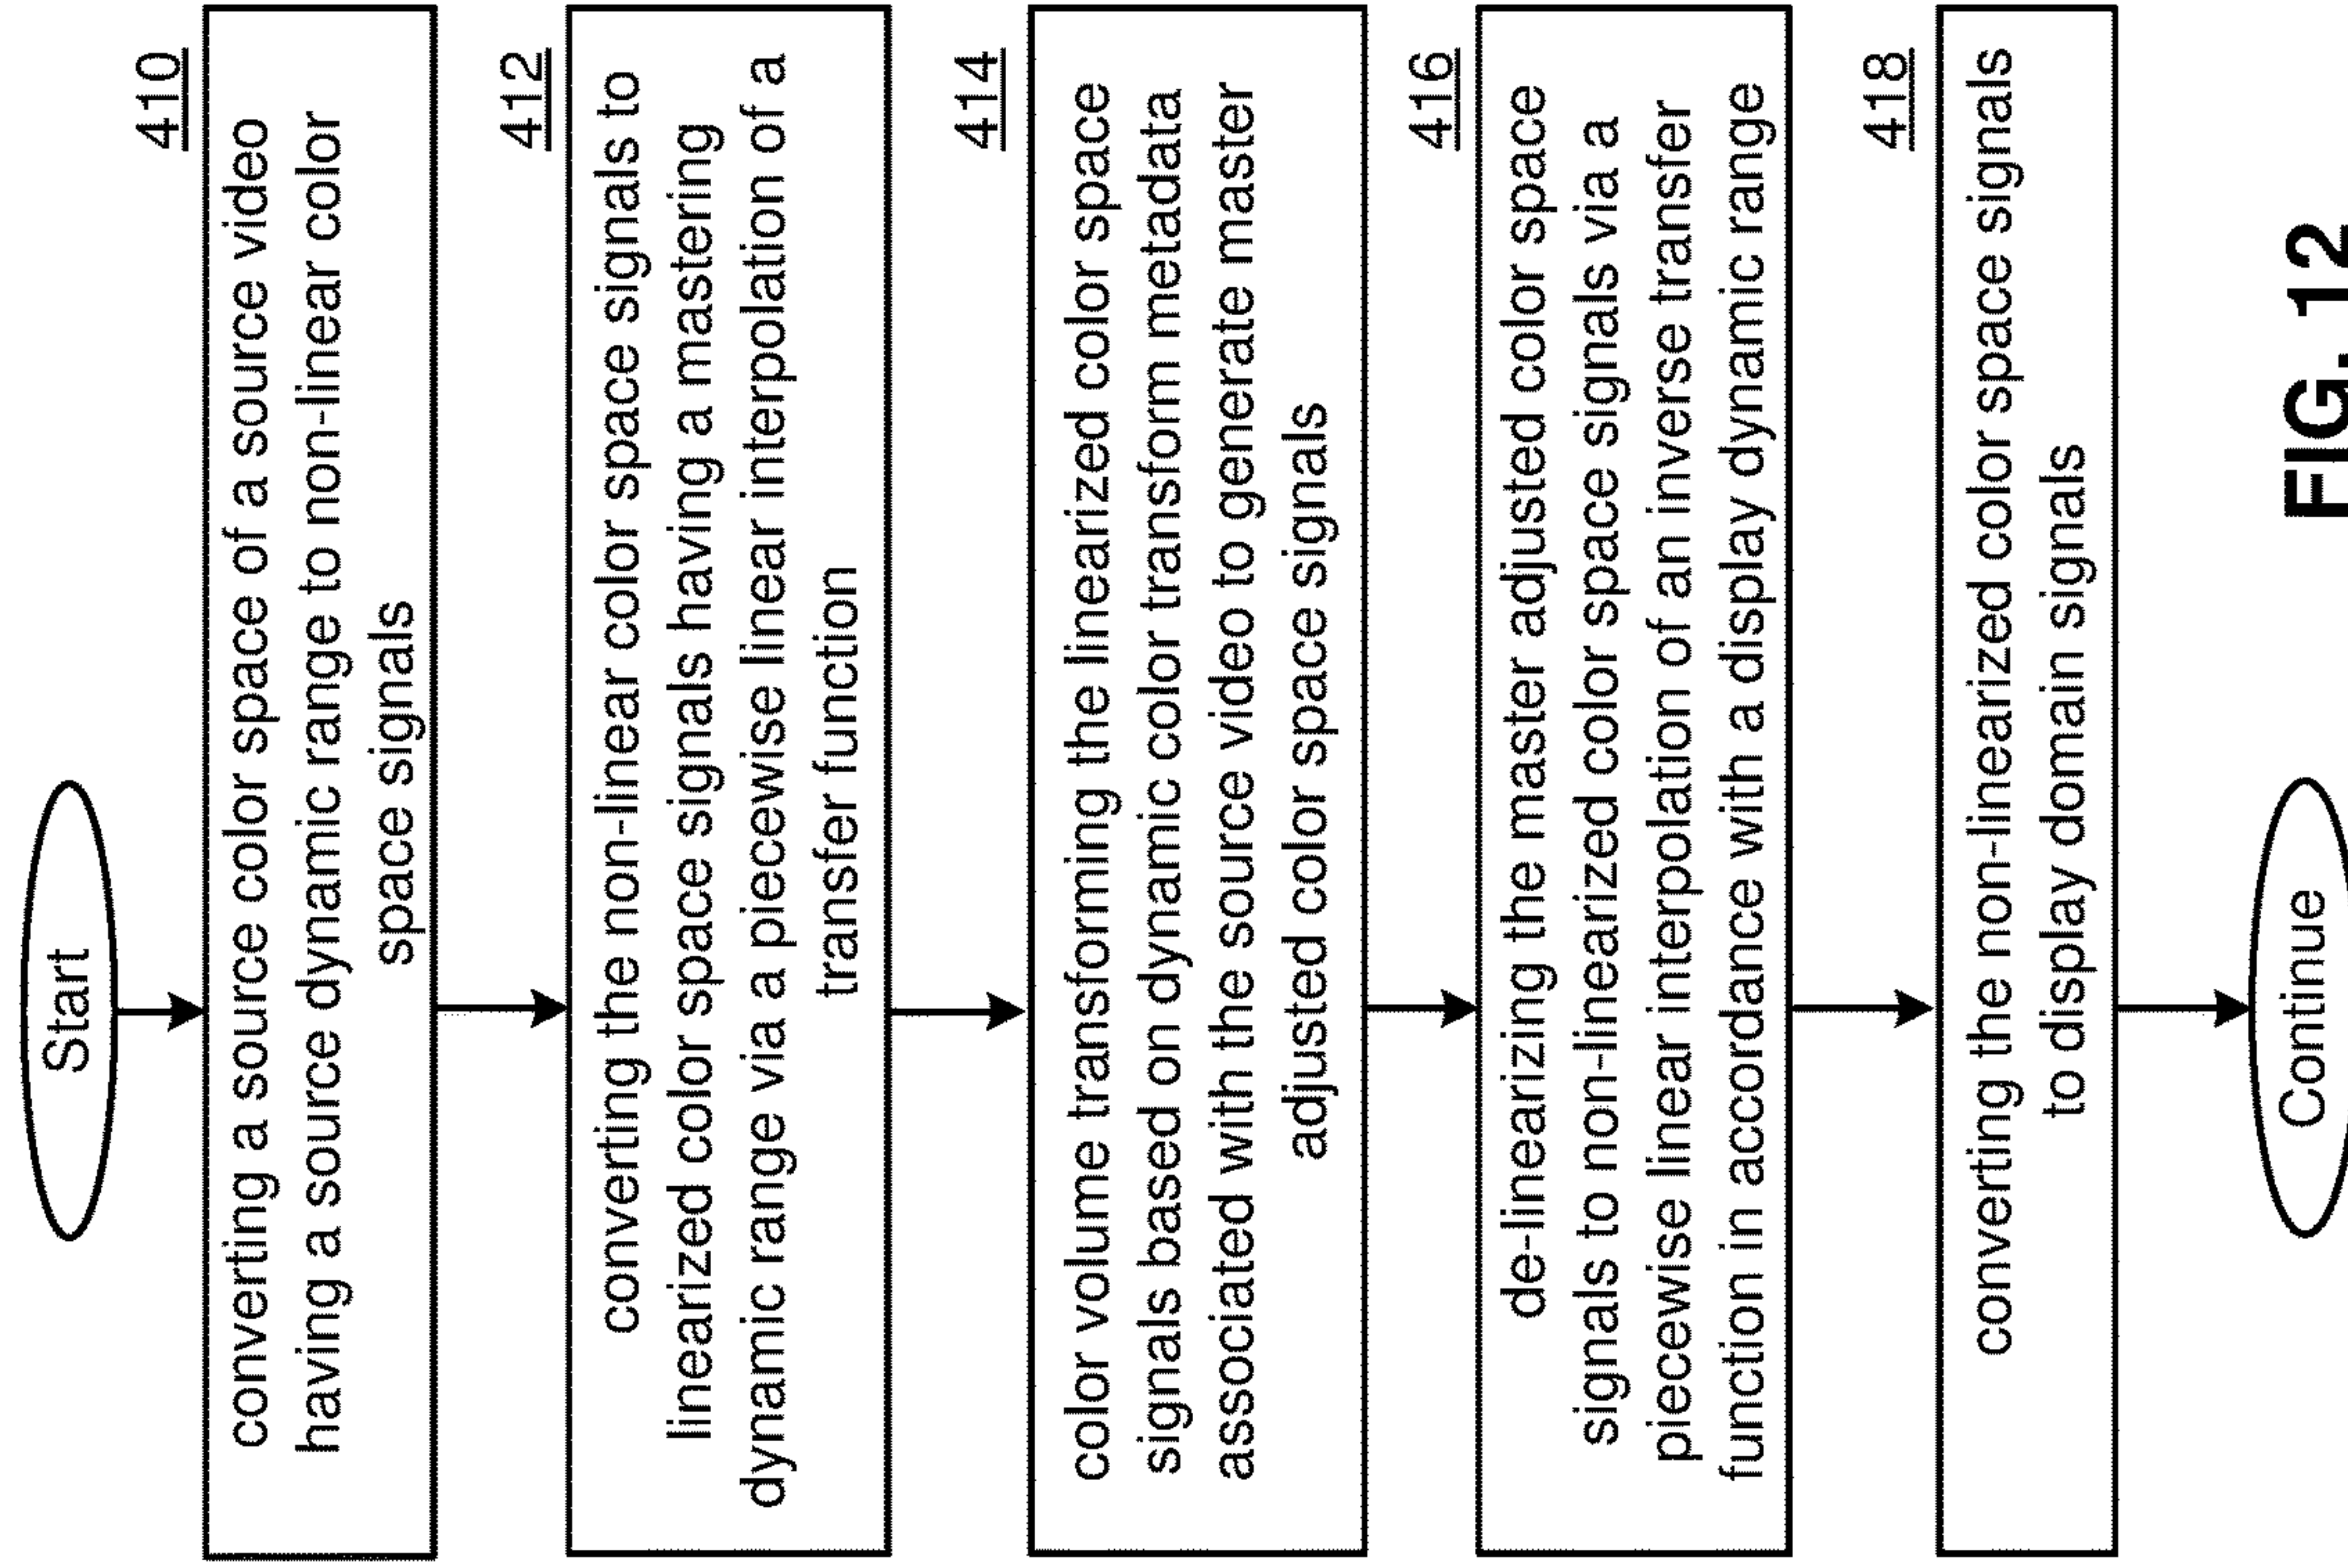 Start
410
converting a source color space of a source video
having a source dynamic range to non-linear color
space signals
412
converting the non-linear color space signals to
linearized color space signals having a mastering
dynamic range via a piecewise linear interpolation of a
transfer function
414
color volume transforming the linearized color space
signals based on dynamic color transform metadata
associated with the source video to generate master
adjusted color space signals
416
de-linearizing the master adjusted color space
signals to non-linearized color space signals via a
piecewise linear interpolation of an inverse transfer
function in accordance with a display dynamic range
418
converting the non-linearized color space signals
to display domain signals
Continue
FIG. 12